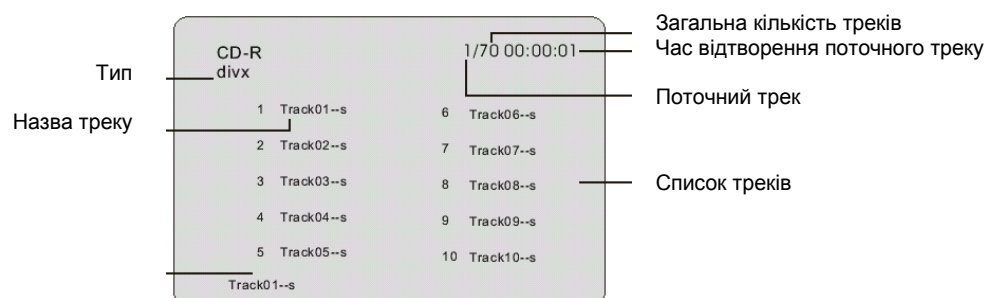 Загальна кількість треків
CD-R 1/70 00:00:01 Час відтворення поточного треку
Тип divx
Поточний трек
1 Track01--s 6 Track06--s
Назва треку
2 Track02--s 7 Track07--s
3 Track03--s 8 Track08--s Список треків
4 Track04--s 9 Track09--s
5 Track05--s 10 Track10--s
Track01--s